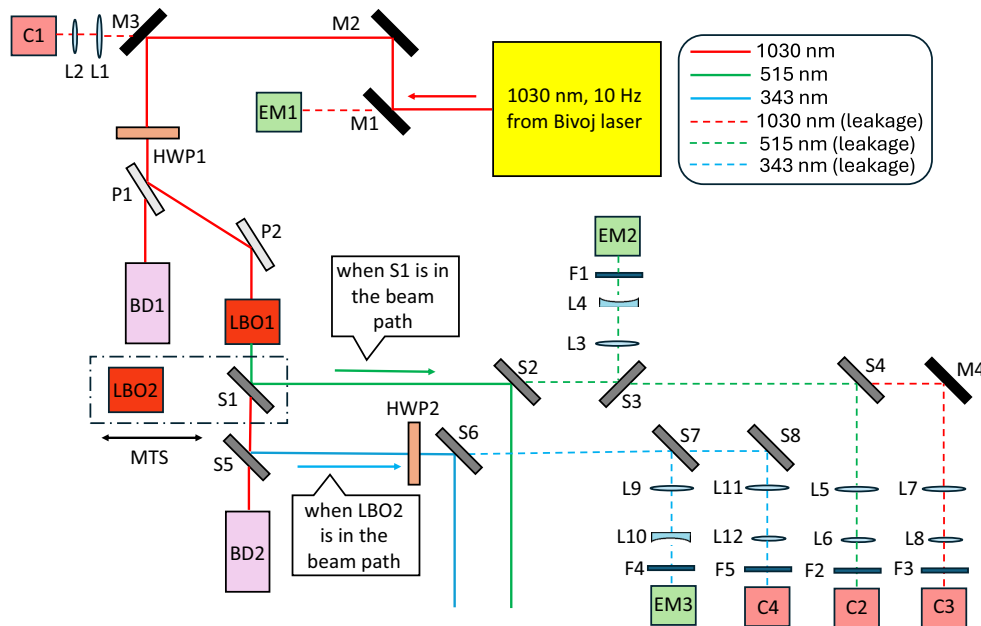 C1
L2
L1
M3
M2
EM1
M1
1030 nm, 10 Hz
from Bivoj laser
1030 nm
515 nm
343 nm
1030 nm (leakage)
515 nm (leakage)
343 nm (leakage)
HWP1
P1
P2
BD1
LBO1
when S1 is in
the beam
path
EM2
F1
L4
L3
LBO2
S1
S2
S3
S4
M4
MTS
S5
HWP2
S6
S7
S8
BD2
when LBO2
is in the
beam path
L9
L11
L5
L7
L10
L12
L6
L8
F4
F5
F2
F3
EM3
C4
C2
C3